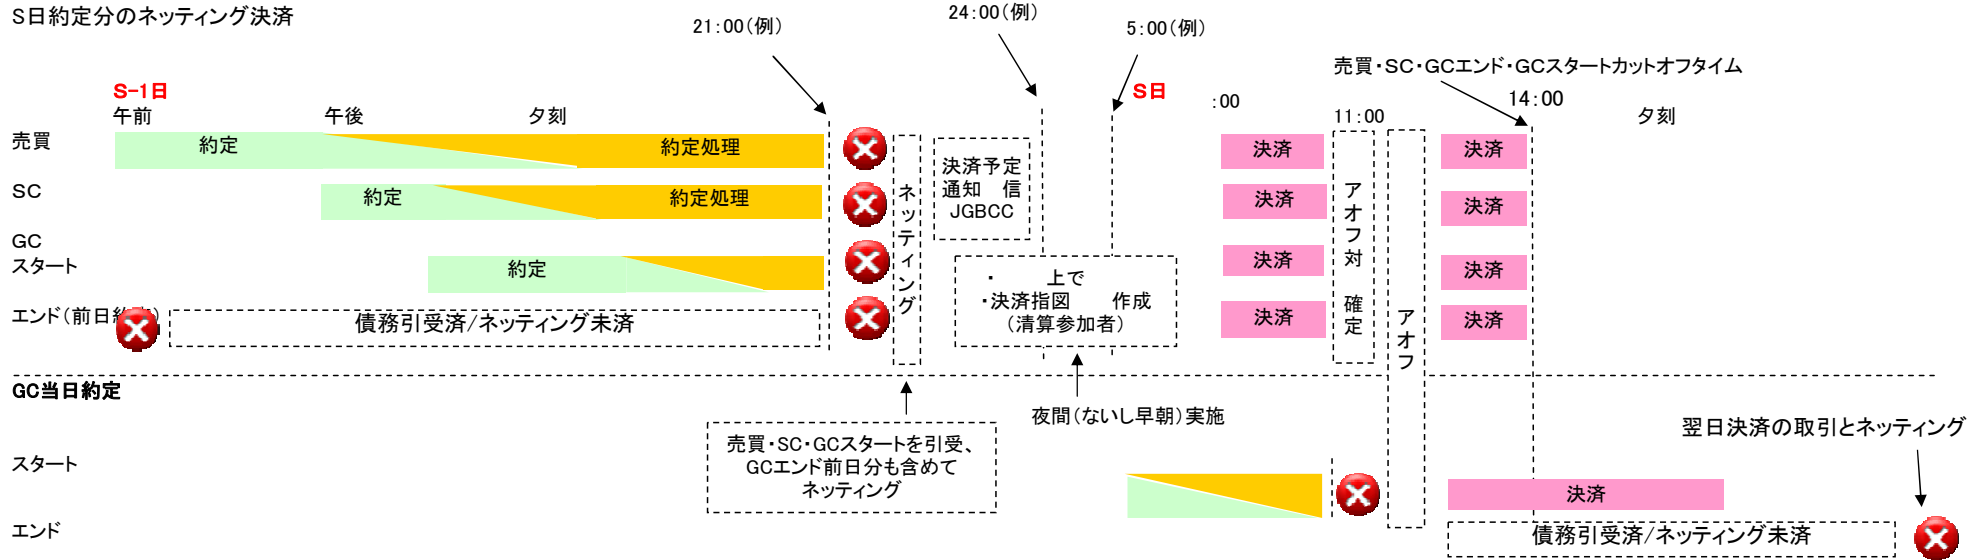 S日約定分のネッティング決済
21:00(例)
24:00(例)
5:00(例)
売買・SC・GCエンド・GCスタートカットオフタイム
S-1日
S日
午前
午後
夕刻
:00
11:00
14:00
夕刻
売買
約定
約定処理
決済
決済
SC
約定
約定処理
決済
決済
GC
スタート
約定
決済
決済
エンド(前日約
債務引受済/ネッティング未済
決済
決済
ネッティング
決済予定
通知 信
JGBCC
・ 上で
・決済指図 作成
(清算参加者)
アオフ対 確定
アオフ
GC当日約定
夜間(ないし早朝)実施
売買・SC・GCスタートを引受、
GCエンド前日分も含めて
ネッティング
翌日決済の取引とネッティング
スタート
決済
エンド
債務引受済/ネッティング未済